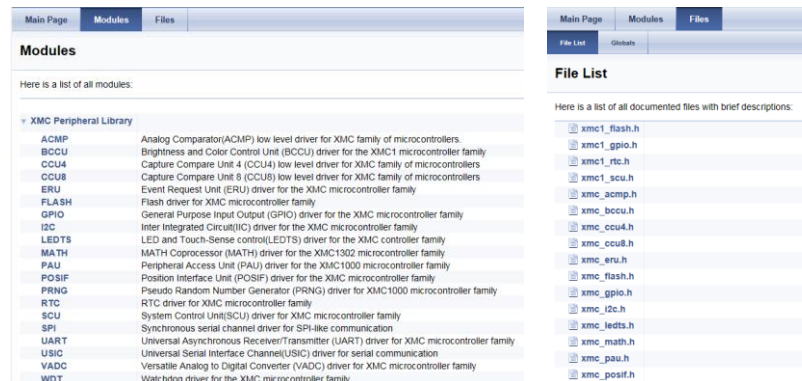 Main Page Modules Files
Modules
Here is a list of all modules:
XMC Peripheral Library
ACMP Analog Comparator(ACMP) low level driver for XMC family of microcontrollers.
BCCU Brightness and Color Control Unit (BCCU) driver for the XMC1 microcontroller family
CCU4 Capture Compare Unit 4 (CCU4) low level driver for XMC family of microcontrollers
CCU8 Capture Compare Unit 8 (CCU8) low level driver for XMC family of microcontrollers
ERU Event Request Unit (ERU) driver for the XMC microcontroller family
FLASH Flash driver for XMC microcontroller family
GPIO General Purpose Input Output (GPIO) driver for the XMC microcontroller family
I2C Inter Integrated Circuit(IIC) driver for the XMC microcontroller family
LEDTS LED and Touch-Sense control(LEDTS) driver for the XMC controller family
MATH MATH Coprocessor (MATH) driver for the XMC1302 microcontroller family
PAU Peripheral Access Unit (PAU) driver for the XMC1000 microcontroller family
POSIF Position Interface Unit (POSIF) driver for the XMC microcontroller family
PRNG Pseudo Random Number Generator (PRNG) driver for XMC1000 microcontroller family
RTC RTC driver for XMC microcontroller family
SCU System Control Unit(SCU) driver for XMC microcontroller family
SPI Synchronous serial channel driver for SPI-like communication
UART Universal Asynchronous Receiver/Transmitter (UART) driver for XMC microcontroller family
USIC Universal Serial Interface Channel(USIC) driver for serial communication
VADC Versatile Analog to Digital Converter (VADC) driver for XMC microcontroller family
WDT Watchdog driver for the XMC microcontroller family
Main Page Modules Files
File List Globals
File List
Here is a list of all documented files with brief descriptions:
xmc1_flash.h
xmc1_gpio.h
xmc1_rtc.h
xmc1_scu.h
xmc_acmp.h
xmc_bccu.h
xmc_ccu4.h
xmc_ccu8.h
xmc_eru.h
xmc_flash.h
xmc_gpio.h
xmc_i2c.h
xmc_ledts.h
xmc_math.h
xmc_pau.h
xmc_posif.h